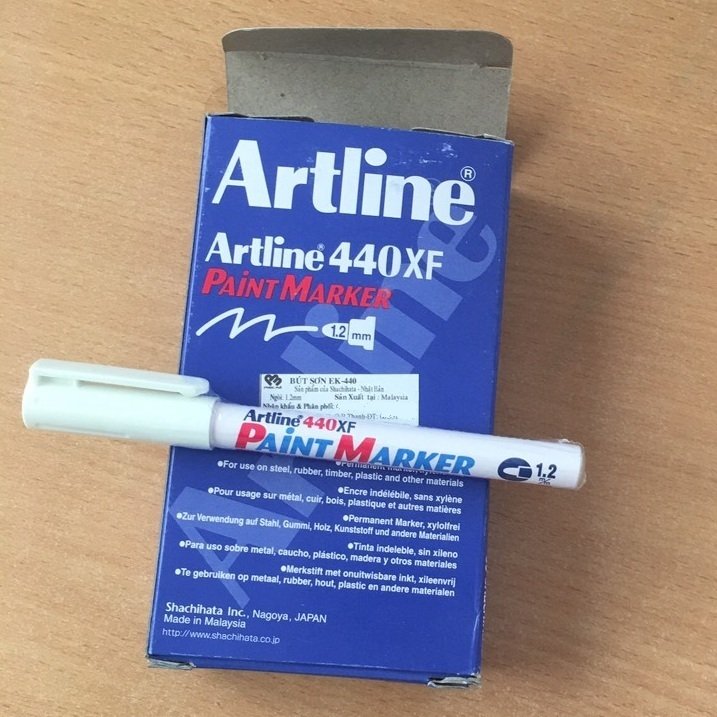 Artline®
Artline® 440XF
PAINT MARKER
1.2 mm
Artline
BÚT SƠN EK-440
Sản phẩm của Shachihata - Nhật Bản
Ngòi: 1.2mm Sản Xuất tại : Malaysia
Nhập khẩu & Phân phối:
Artline® 440XF
PAINT MARKER
1.2
●For use on steel, rubber, timber, plastic and other materials
●Encre indélébile, sans xylène
●Pour usage sur métal, cuir, bois, plastique et autres matières
●Permanent Marker, xylolfrei
●Zur Verwendung auf Stahl, Gummi, Holz, Kunststoff und andere Materialien
●Tinta indeleble, sin xileno
●Para uso sobre metal, caucho, plástico, madera y otros materiales
●Merkstift met onuitwisbare inkt, xileenvrij
●Te gebruiken op metaal, rubber, hout, plastic en andere materialen
Shachihata Inc., Nagoya, JAPAN
Made in Malaysia
http://www.shachihata.co.jp